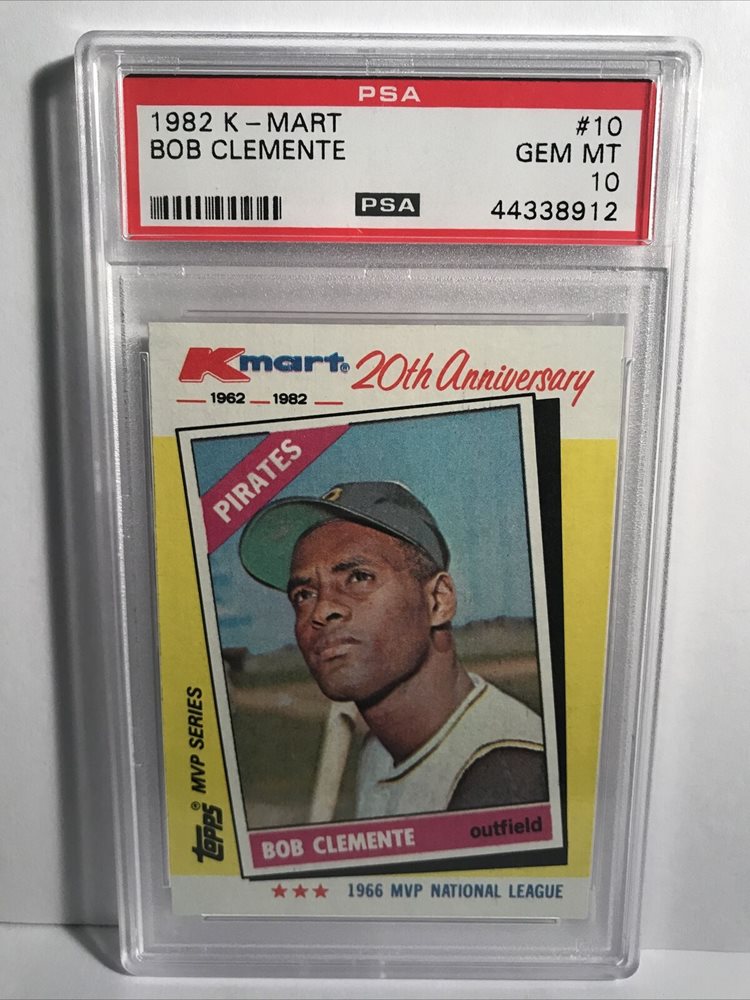 PSA
1982 K-MART #10
BOB CLEMENTE GEM MT
10
PSA 44338912
Kmart® 20th Anniversary
1962 1982
PIRATES
topps® MVP SERIES
BOB CLEMENTE outfield
1966 MVP NATIONAL LEAGUE